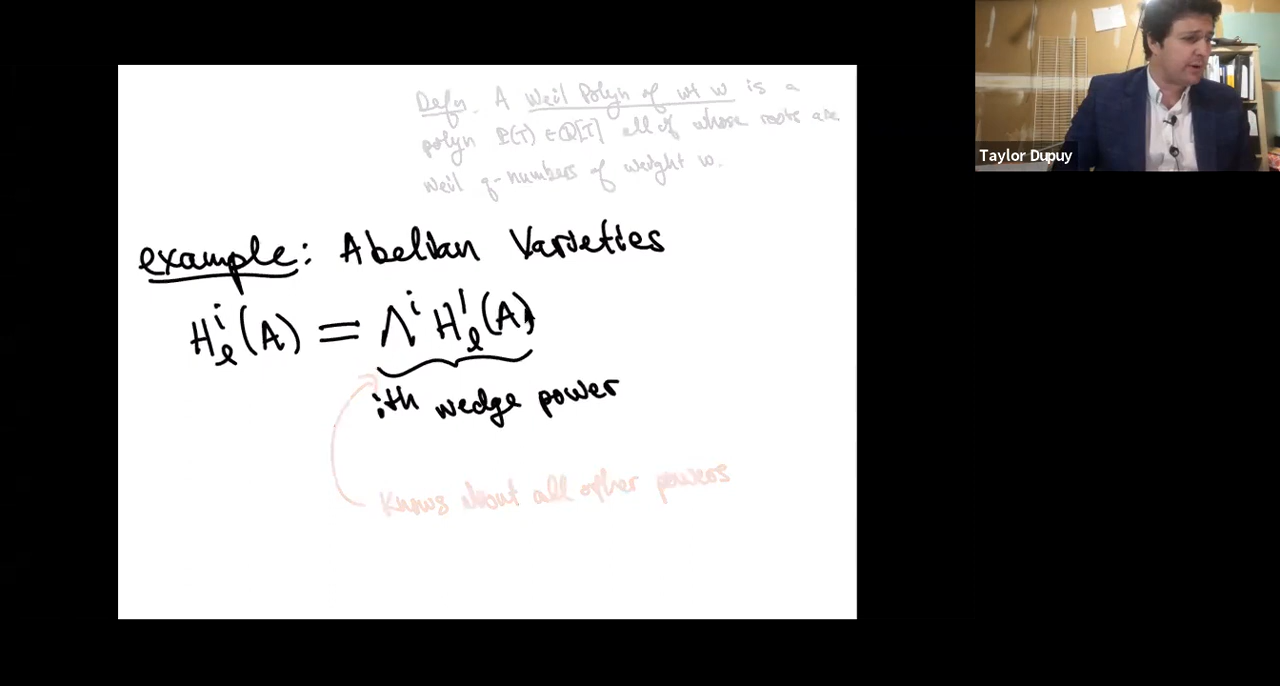 Defn. A Weil Polyn of wt w is a
polyn P(T) ∈ Q[T] all of whose roots are
Weil q-numbers of weight w.
Taylor Dupuy
example: Abelian Varieties
H^i_ℓ(A) = Λ^i H^1_ℓ(A)
ith wedge power
Knows about all other powers